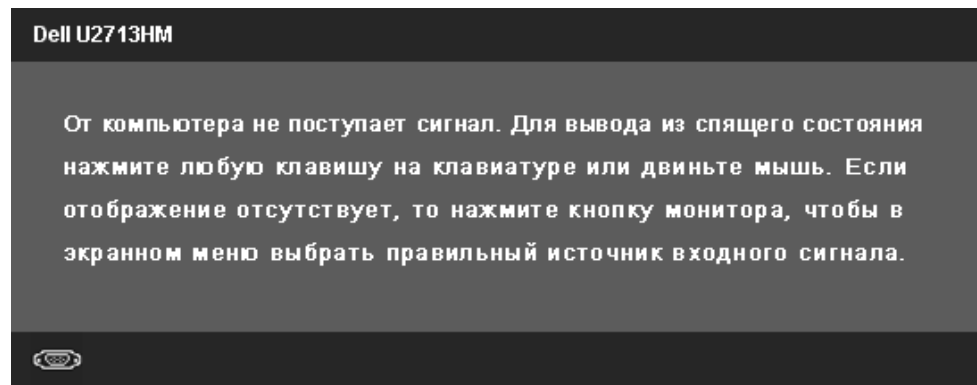 Dell U2713HM
От компьютера не поступает сигнал. Для вывода из спящего состояния
нажмите любую клавишу на клавиатуре или двиньте мышь. Если
отображение отсутствует, то нажмите кнопку монитора, чтобы в
экранном меню выбрать правильный источник входного сигнала.